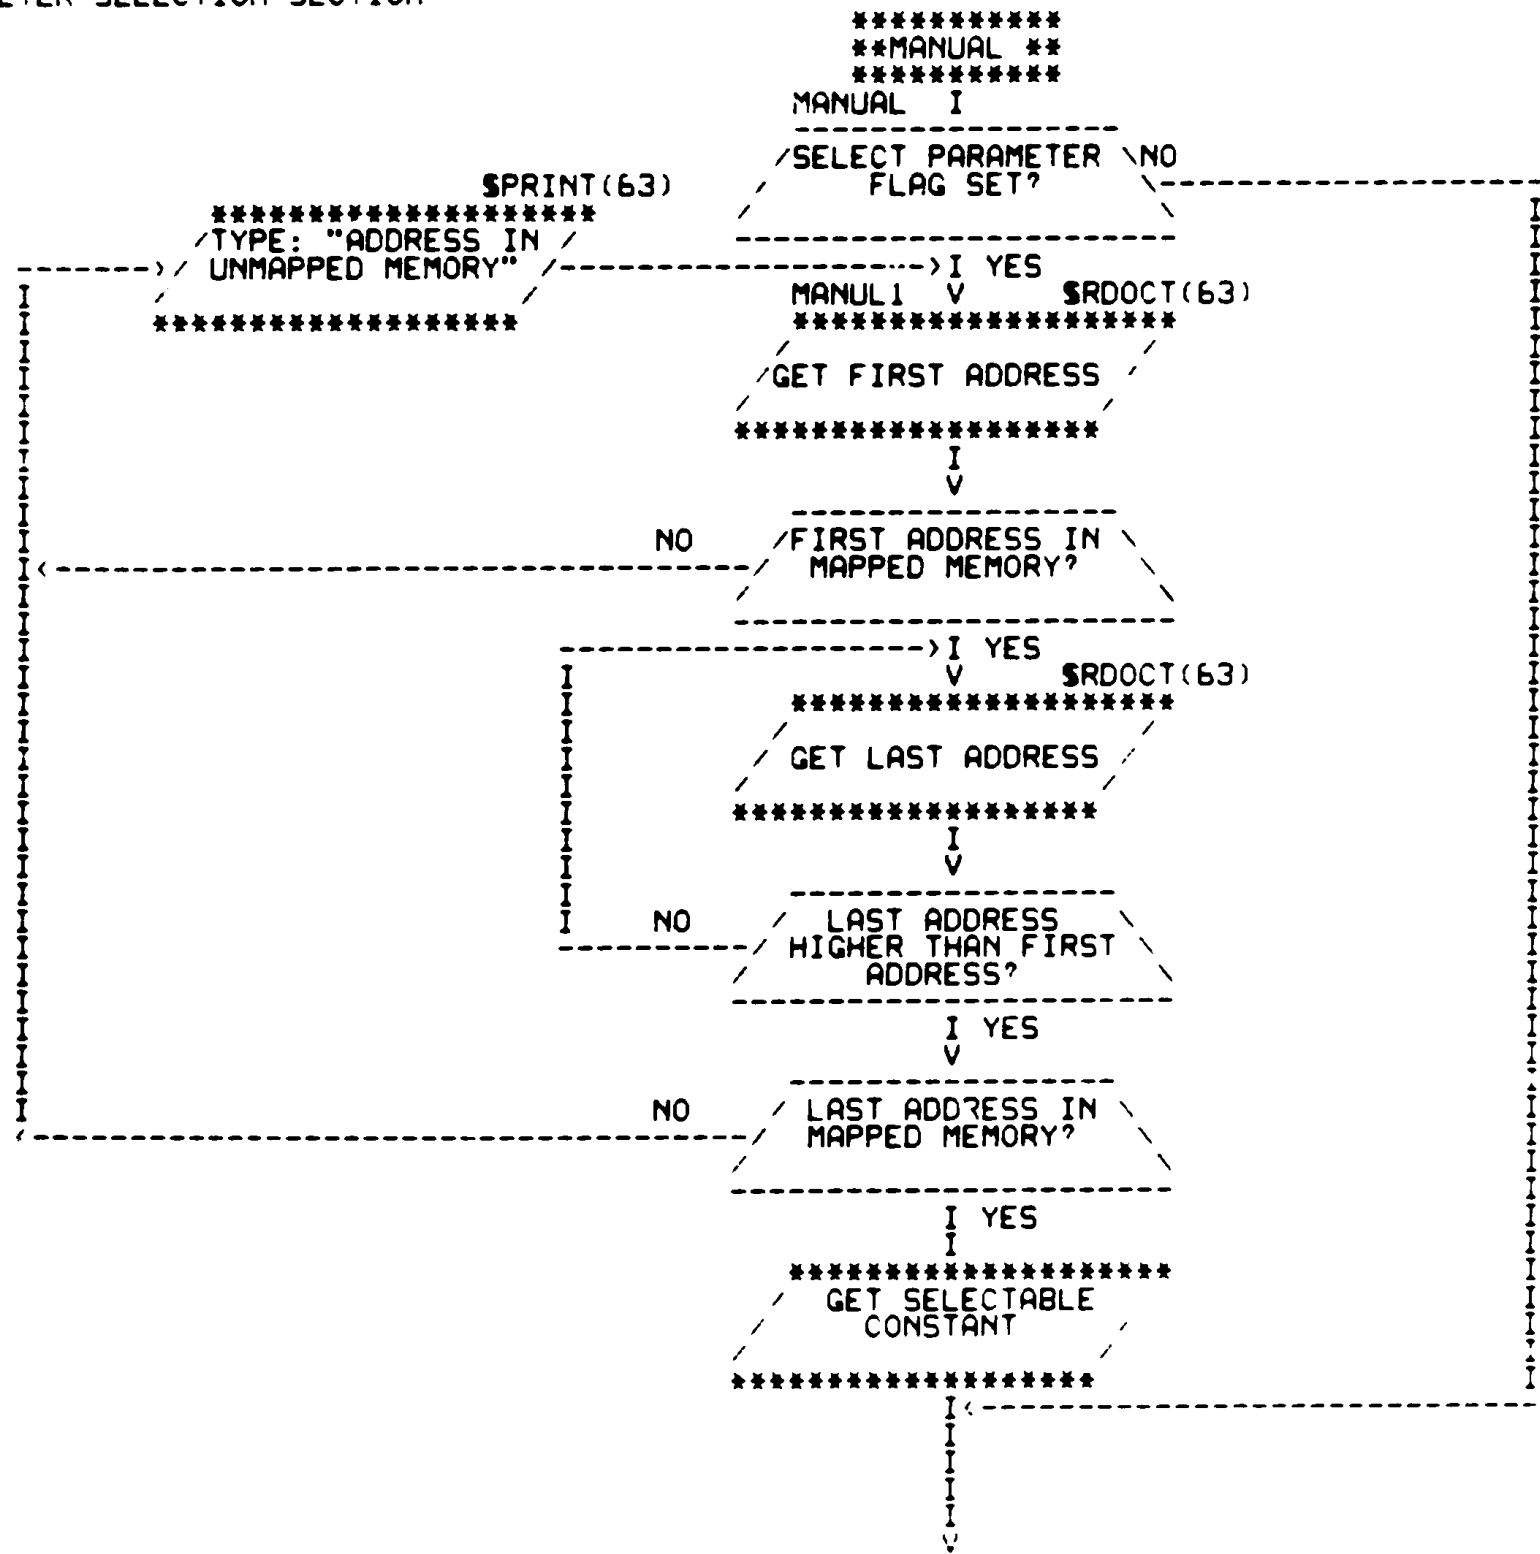 SELECTION SECTION
**MANUAL **
MANUAL I
SELECT PARAMETER NO
FLAG SET?
$PRINT(63)
TYPE: "ADDRESS IN
UNMAPPED MEMORY"
I YES
MANUL1 V $RDOCT(63)
GET FIRST ADDRESS
I
V
NO FIRST ADDRESS IN
MAPPED MEMORY?
I YES
V $RDOCT(63)
GET LAST ADDRESS
I
V
NO LAST ADDRESS
HIGHER THAN FIRST
ADDRESS?
I YES
V
NO LAST ADDRESS IN
MAPPED MEMORY?
I YES
I
GET SELECTABLE
CONSTANT
I
V